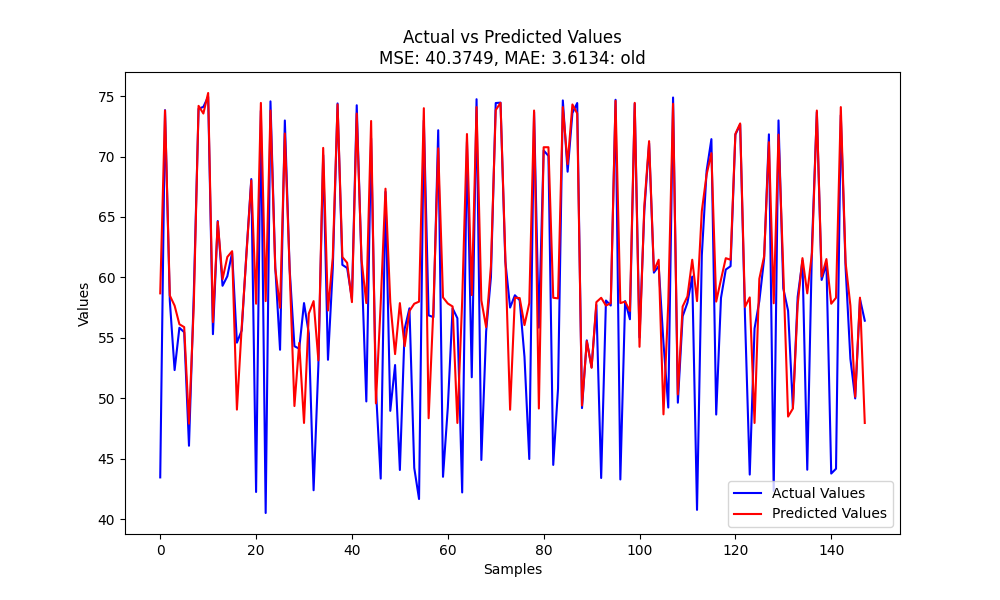 Actual vs Predicted Values
MSE: 40.3749, MAE: 3.6134: old
Values
75
70
65
60
55
50
45
40
0
20
40
60
80
100
120
140
Samples
Actual Values
Predicted Values